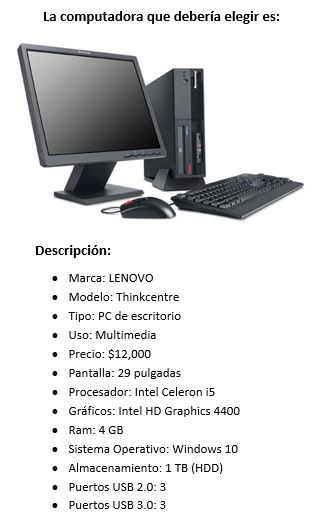 La computadora que debería elegir es:
Descripción:
• Marca: LENOVO
• Modelo: Thinkcentre
• Tipo: PC de escritorio
• Uso: Multimedia
• Precio: $12,000
• Pantalla: 29 pulgadas
• Procesador: Intel Celeron i5
• Gráficos: Intel HD Graphics 4400
• Ram: 4 GB
• Sistema Operativo: Windows 10
• Almacenamiento: 1 TB (HDD)
• Puertos USB 2.0: 3
• Puertos USB 3.0: 3